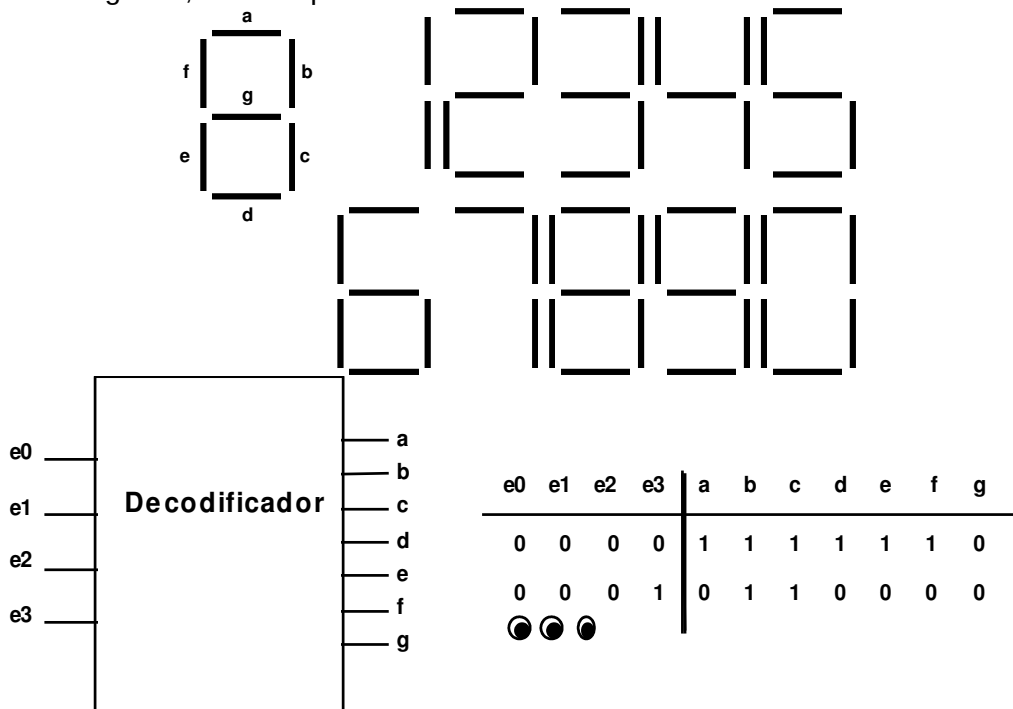 a
f b
g
e c
d
e0
e1
e2
e3
Decodificador
a
b
c
d
e
f
g
e0 e1 e2 e3 a b c d e f g
0 0 0 0 1 1 1 1 1 1 0
0 0 0 1 0 1 1 0 0 0 0